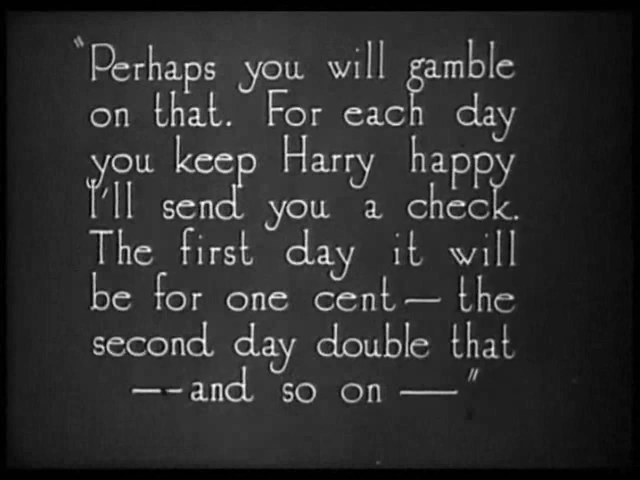 "Perhaps you will gamble
on that. For each day
you keep Harry happy
I'll send you a check.
The first day it will
be for one cent — the
second day double that
— and so on — "